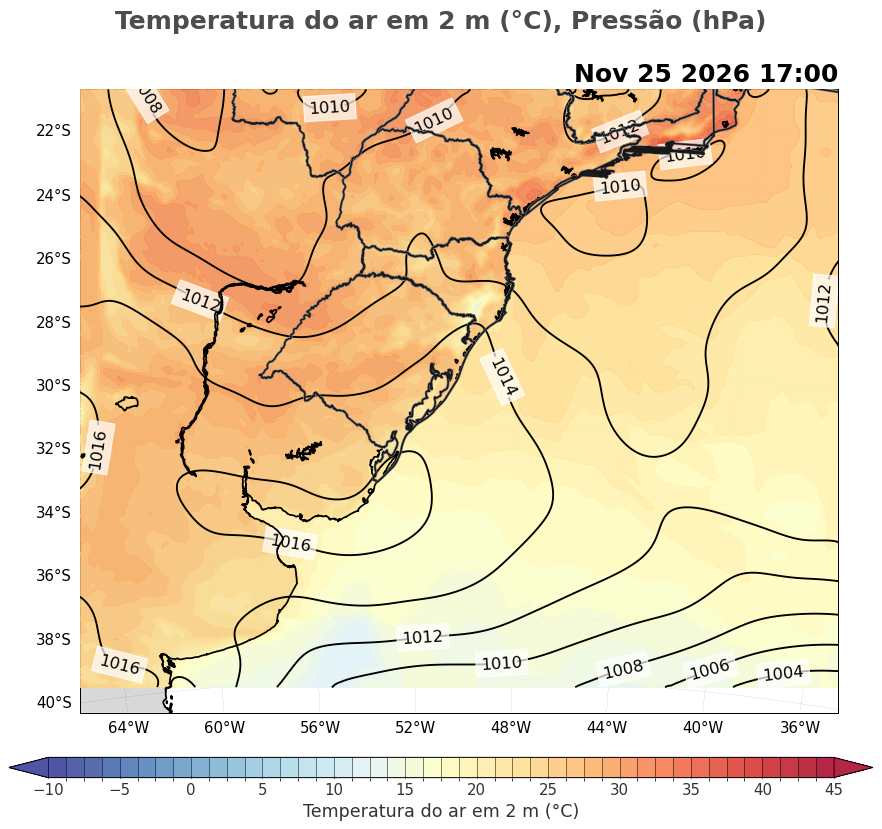 Temperatura do ar em 2 m (°C), Pressão (hPa)
Nov 25 2026 17:00
008
1010
1010
1012
1010
1010
1012
1012
1014
1016
1016
1016
1012
1010
1008
1006
1004
22°S
24°S
26°S
28°S
30°S
32°S
34°S
36°S
38°S
40°S
64°W 60°W 56°W 52°W 48°W 44°W 40°W 36°W
−10 −5 0 5 10 15 20 25 30 35 40 45
Temperatura do ar em 2 m (°C)